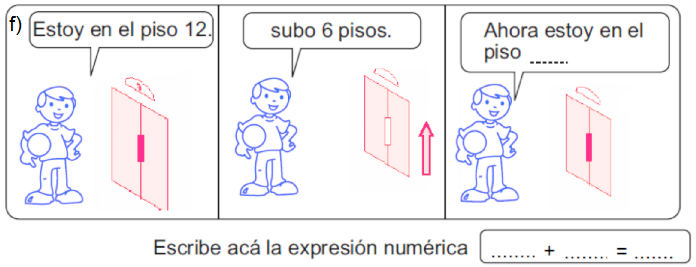 f)
Estoy en el piso 12.
subo 6 pisos.
Ahora estoy en el
piso .......
Escribe acá la expresión numérica ........ + ........ = .......